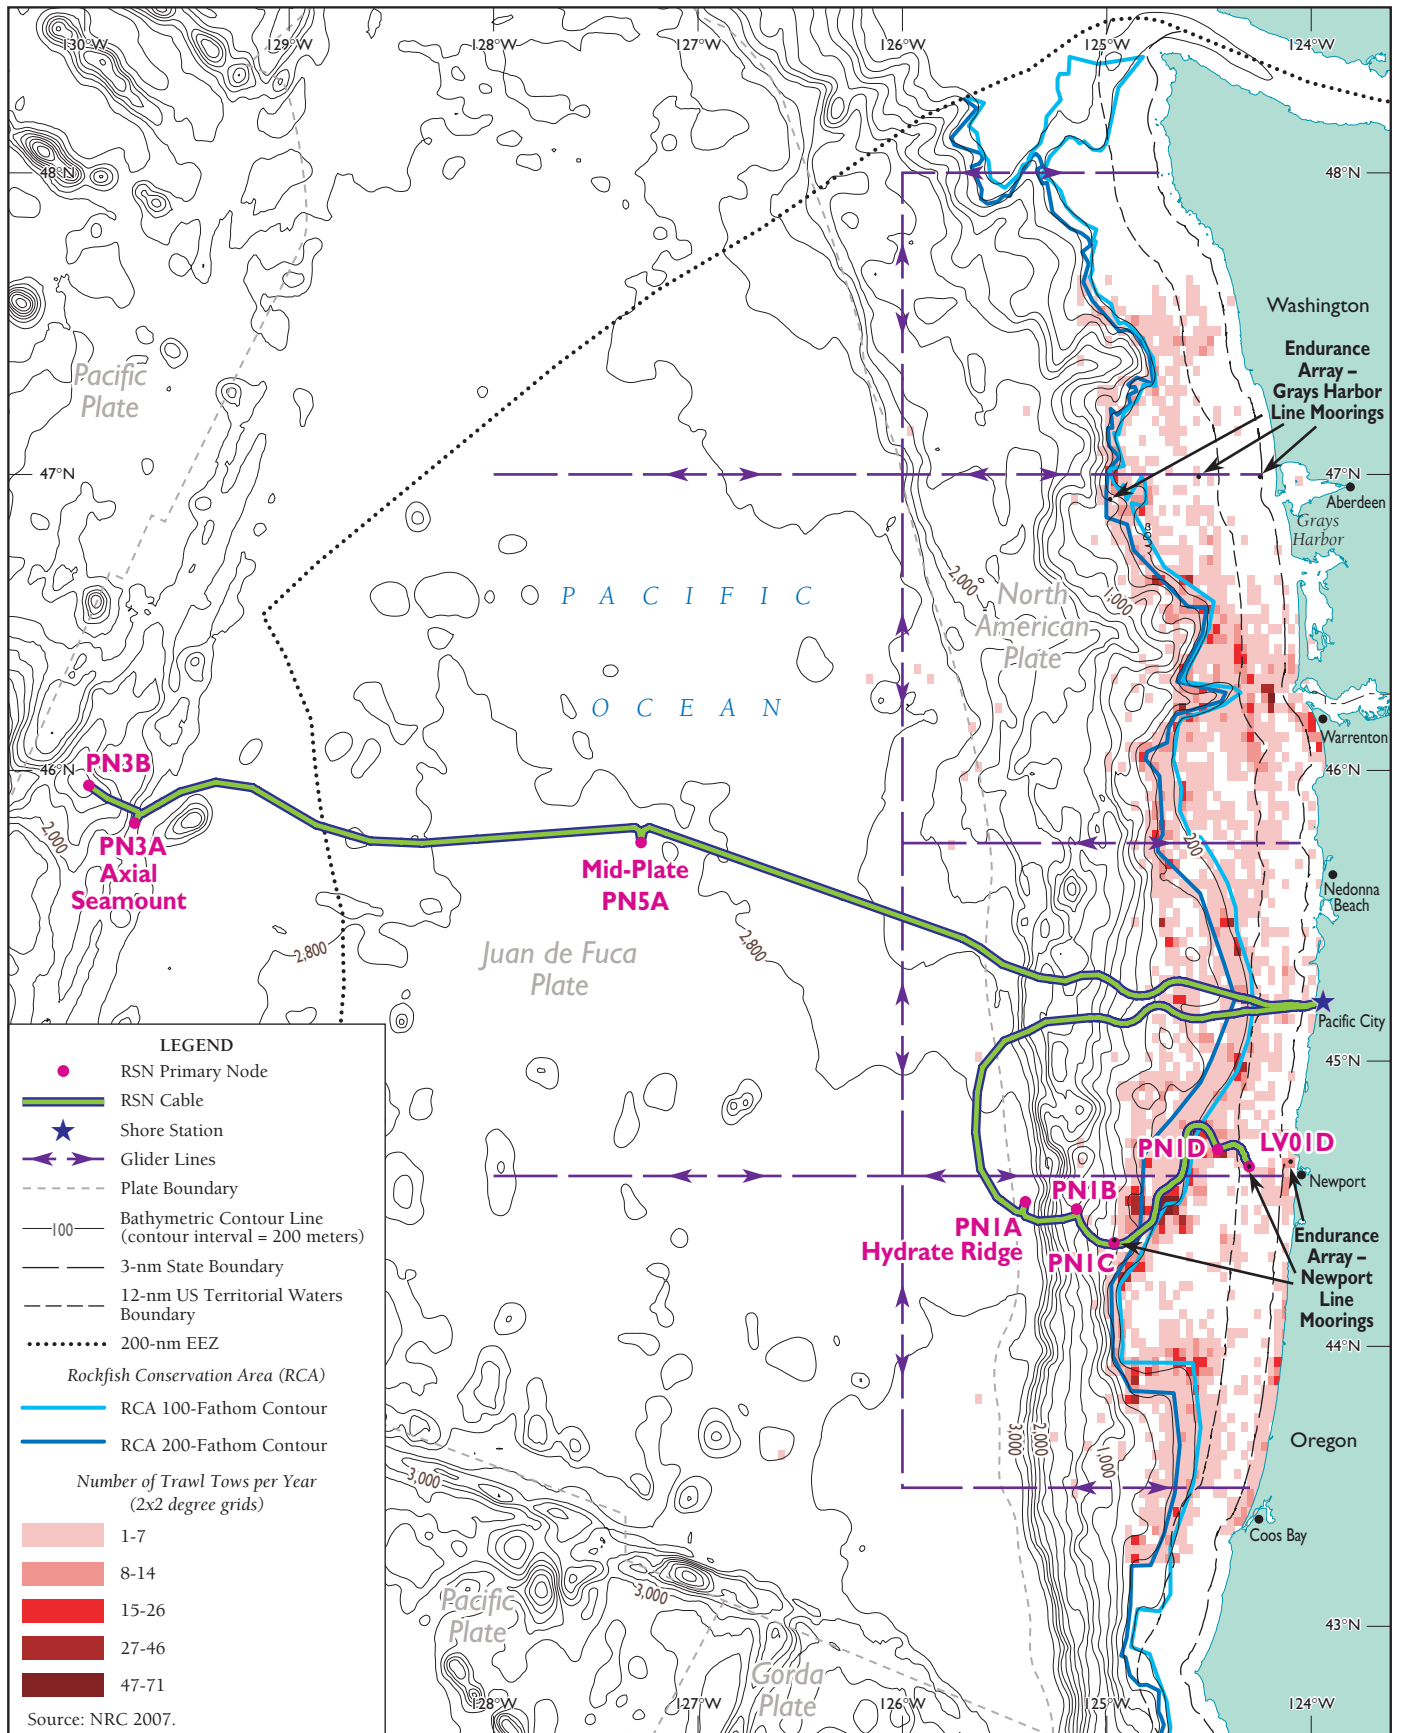 130°W
129°W
128°W
127°W
126°W
125°W
124°W
48°N
48°N
Washington
Endurance
Array –
Grays Harbor
Line Moorings
Pacific
Plate
47°N
47°N
Aberdeen
Grays
Harbor
2,000
1,000
North
American
Plate
PACIFIC
OCEAN
Warrenton
PN3B
46°N
46°N
2,000
PN3A
Axial
Seamount
Mid-Plate
PN5A
200
Nedonna
Beach
2,800
2,800
Juan de Fuca
Plate
Pacific City
45°N
PN1D
LV01D
Newport
PN1B
PN1A
Hydrate Ridge
PN1C
Endurance
Array –
Newport
Line
Moorings
44°N
3,000
2,000
1,000
Oregon
3,000
Coos Bay
3,000
Pacific
Plate
43°N
Gorda
Plate
128°W
127°W
126°W
125°W
124°W
LEGEND
RSN Primary Node
RSN Cable
Shore Station
Glider Lines
Plate Boundary
100
Bathymetric Contour Line
(contour interval = 200 meters)
3-nm State Boundary
12-nm US Territorial Waters
Boundary
200-nm EEZ
Rockfish Conservation Area (RCA)
RCA 100-Fathom Contour
RCA 200-Fathom Contour
Number of Trawl Tows per Year
(2x2 degree grids)
1-7
8-14
15-26
27-46
47-71
Source: NRC 2007.